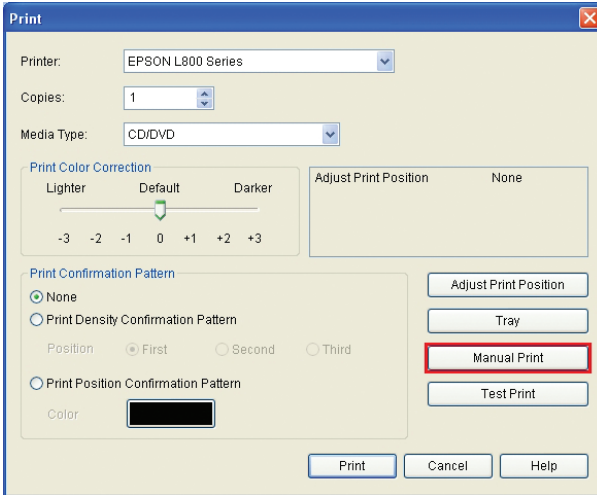 Print
Printer: EPSON L800 Series
Copies: 1
Media Type: CD/DVD
Print Color Correction
Lighter Default Darker
-3 -2 -1 0 +1 +2 +3
Adjust Print Position None
Print Confirmation Pattern
None
Print Density Confirmation Pattern
Position First Second Third
Print Position Confirmation Pattern
Color
Adjust Print Position
Tray
Manual Print
Test Print
Print Cancel Help